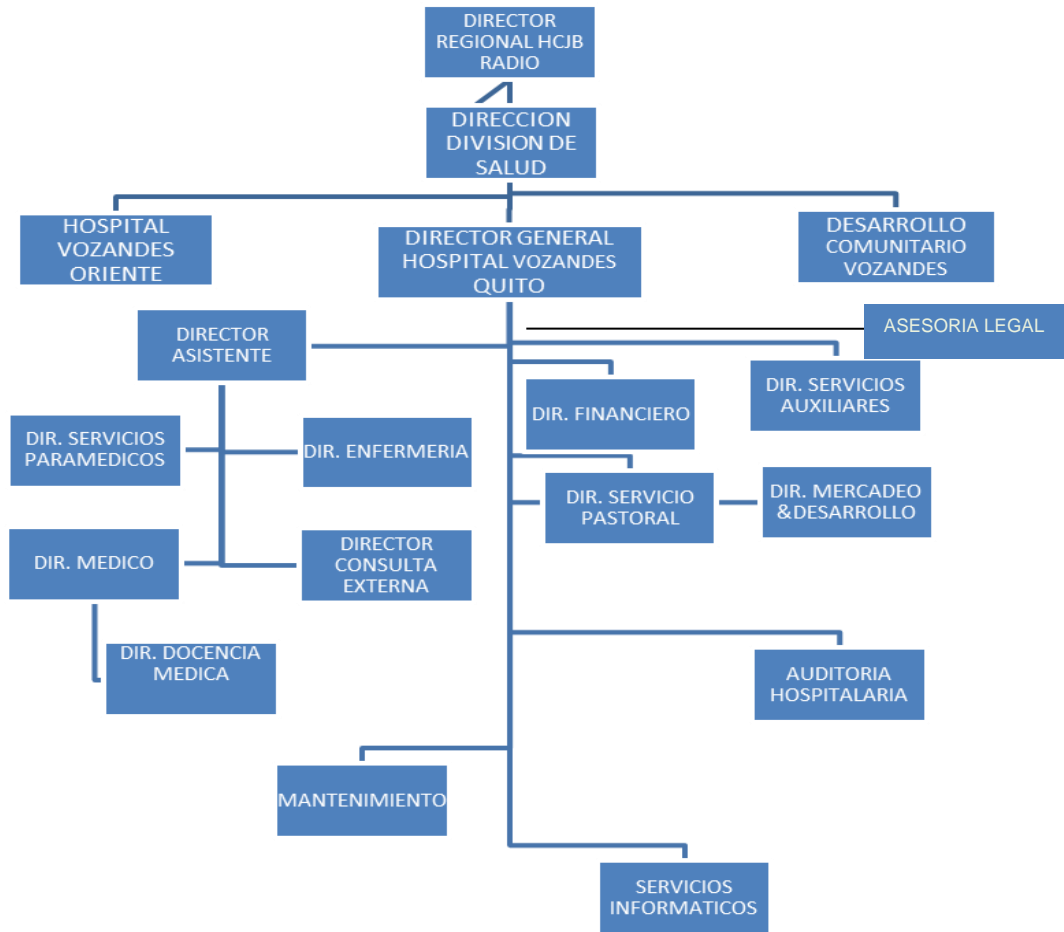 DIRECTOR
REGIONAL HCJB
RADIO
DIRECCION
DIVISION DE
SALUD
HOSPITAL
VOZANDES
ORIENTE
DIRECTOR GENERAL
HOSPITAL VOZANDES
QUITO
DESARROLLO
COMUNITARIO
VOZANDES
ASESORIA LEGAL
DIRECTOR
ASISTENTE
DIR. FINANCIERO
DIR. SERVICIOS
AUXILIARES
DIR. SERVICIOS
PARAMEDICOS
DIR. ENFERMERIA
DIR. SERVICIO
PASTORAL
DIR. MERCADEO
&DESARROLLO
DIR. MEDICO
DIRECTOR
CONSULTA
EXTERNA
DIR. DOCENCIA
MEDICA
AUDITORIA
HOSPITALARIA
MANTENIMIENTO
SERVICIOS
INFORMATICOS